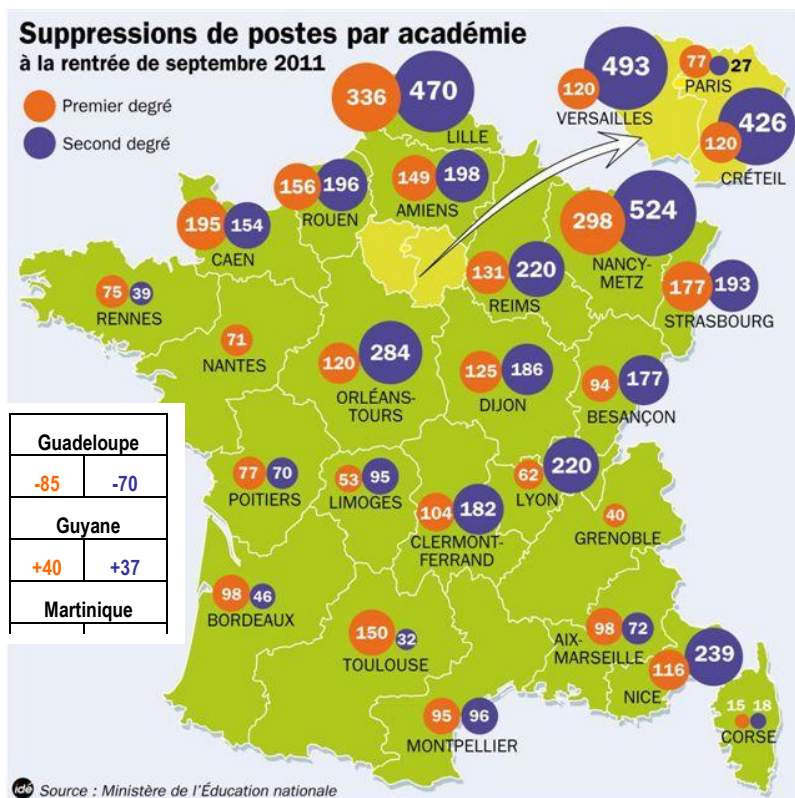 Suppressions de postes par académie
à la rentrée de septembre 2011
Premier degré
Second degré
336 470
LILLE
120 493
VERSAILLES
77 27
PARIS
120 426
CRÉTEIL
156 196
ROUEN
149 198
AMIENS
195 154
CAEN
298 524
NANCY-
METZ
131 220
REIMS
177 193
STRASBOURG
75 39
RENNES
71
NANTES
120 284
ORLÉANS-
TOURS
125 186
DIJON
94 177
BESANÇON
Guadeloupe
-85 -70
Guyane
+40 +37
Martinique
77 70
POITIERS
53 95
LIMOGES
104 182
CLERMONT-
FERRAND
62 220
LYON
40
GRENOBLE
98 46
BORDEAUX
150 32
TOULOUSE
98 72
AIX-
MARSEILLE
116 239
NICE
95 96
MONTPELLIER
15 18
CORSE
idé Source : Ministère de l'Éducation nationale